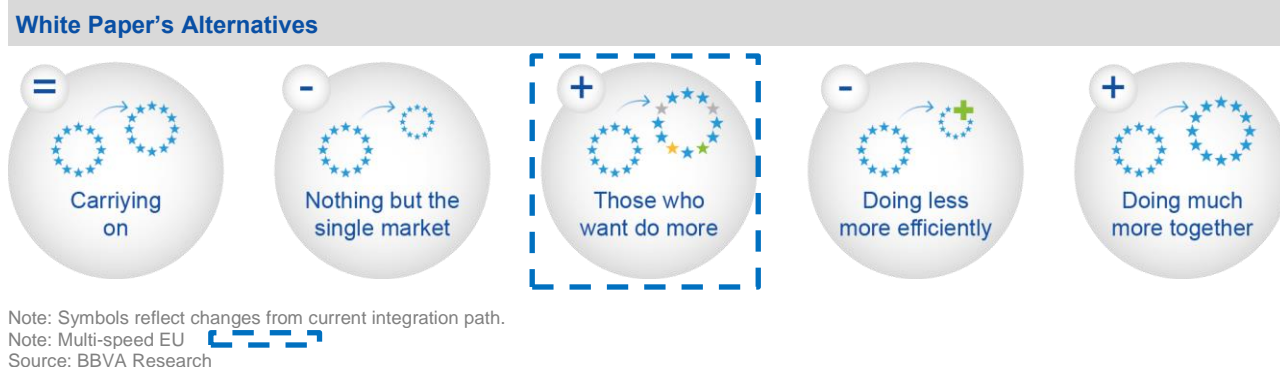 White Paper’s Alternatives
=
-
+
-
+
Carriying
on
Nothing but the
single market
Those who
want do more
Doing less
more efficiently
Doing much
more together
Note: Symbols reflect changes from current integration path.
Note: Multi-speed EU
Source: BBVA Research